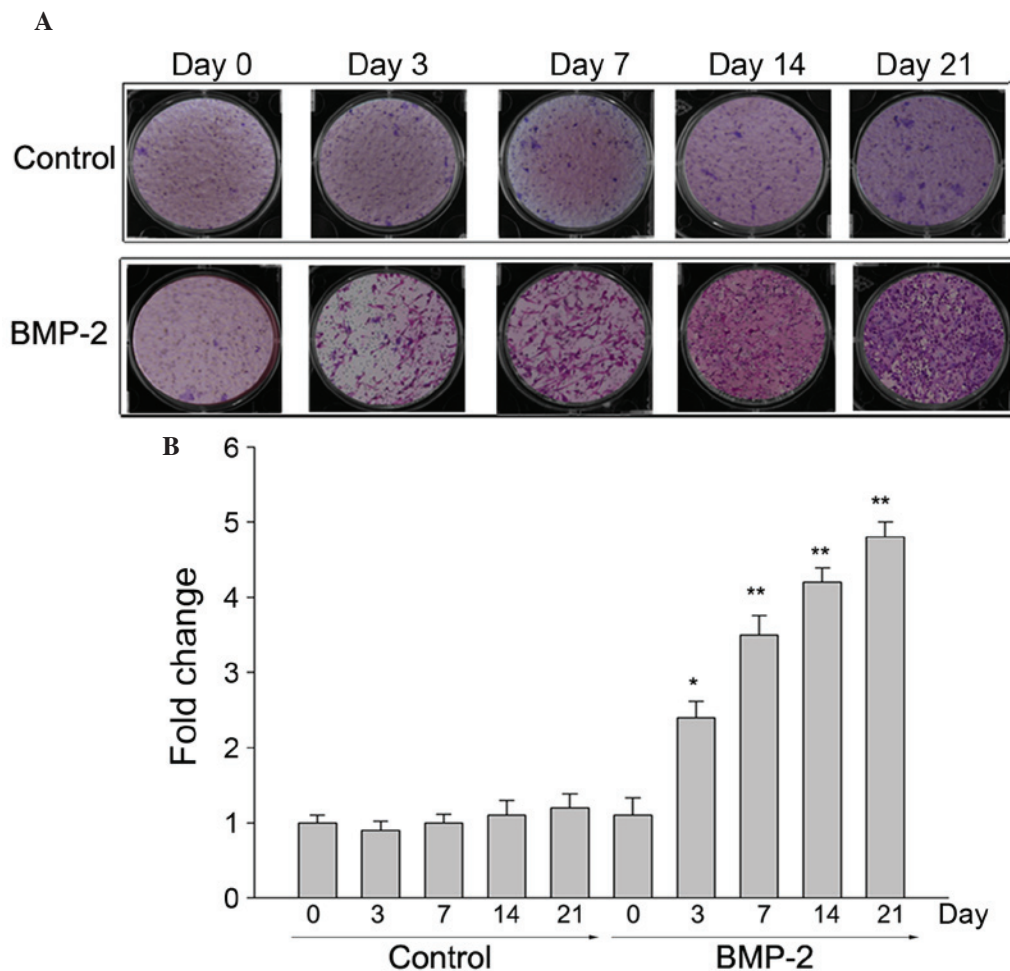 A
Day 0 Day 3 Day 7 Day 14 Day 21
Control
BMP-2
B
6
5
4
3
2
1
0
Fold change
*
**
**
**
0 3 7 14 21 0 3 7 14 21 Day
Control BMP-2